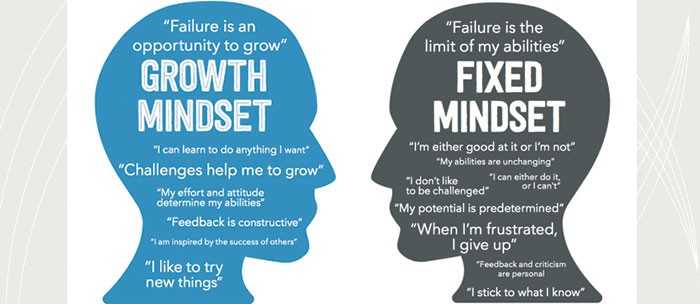 “Failure is an
opportunity to grow”
GROWTH
MINDSET
“I can learn to do anything I want”
“Challenges help me to grow”
“My effort and attitude
determine my abilities”
“Feedback is constructive”
“I am inspired by the success of others”
“I like to try
new things”
“Failure is the
limit of my abilities”
FIXED
MINDSET
“I’m either good at it or I’m not”
“My abilities are unchanging”
“I don’t like
to be challenged”
“I can either do it,
or I can’t”
“My potential is predetermined”
“When I’m frustrated,
I give up”
“Feedback and criticism
are personal
“I stick to what I know”